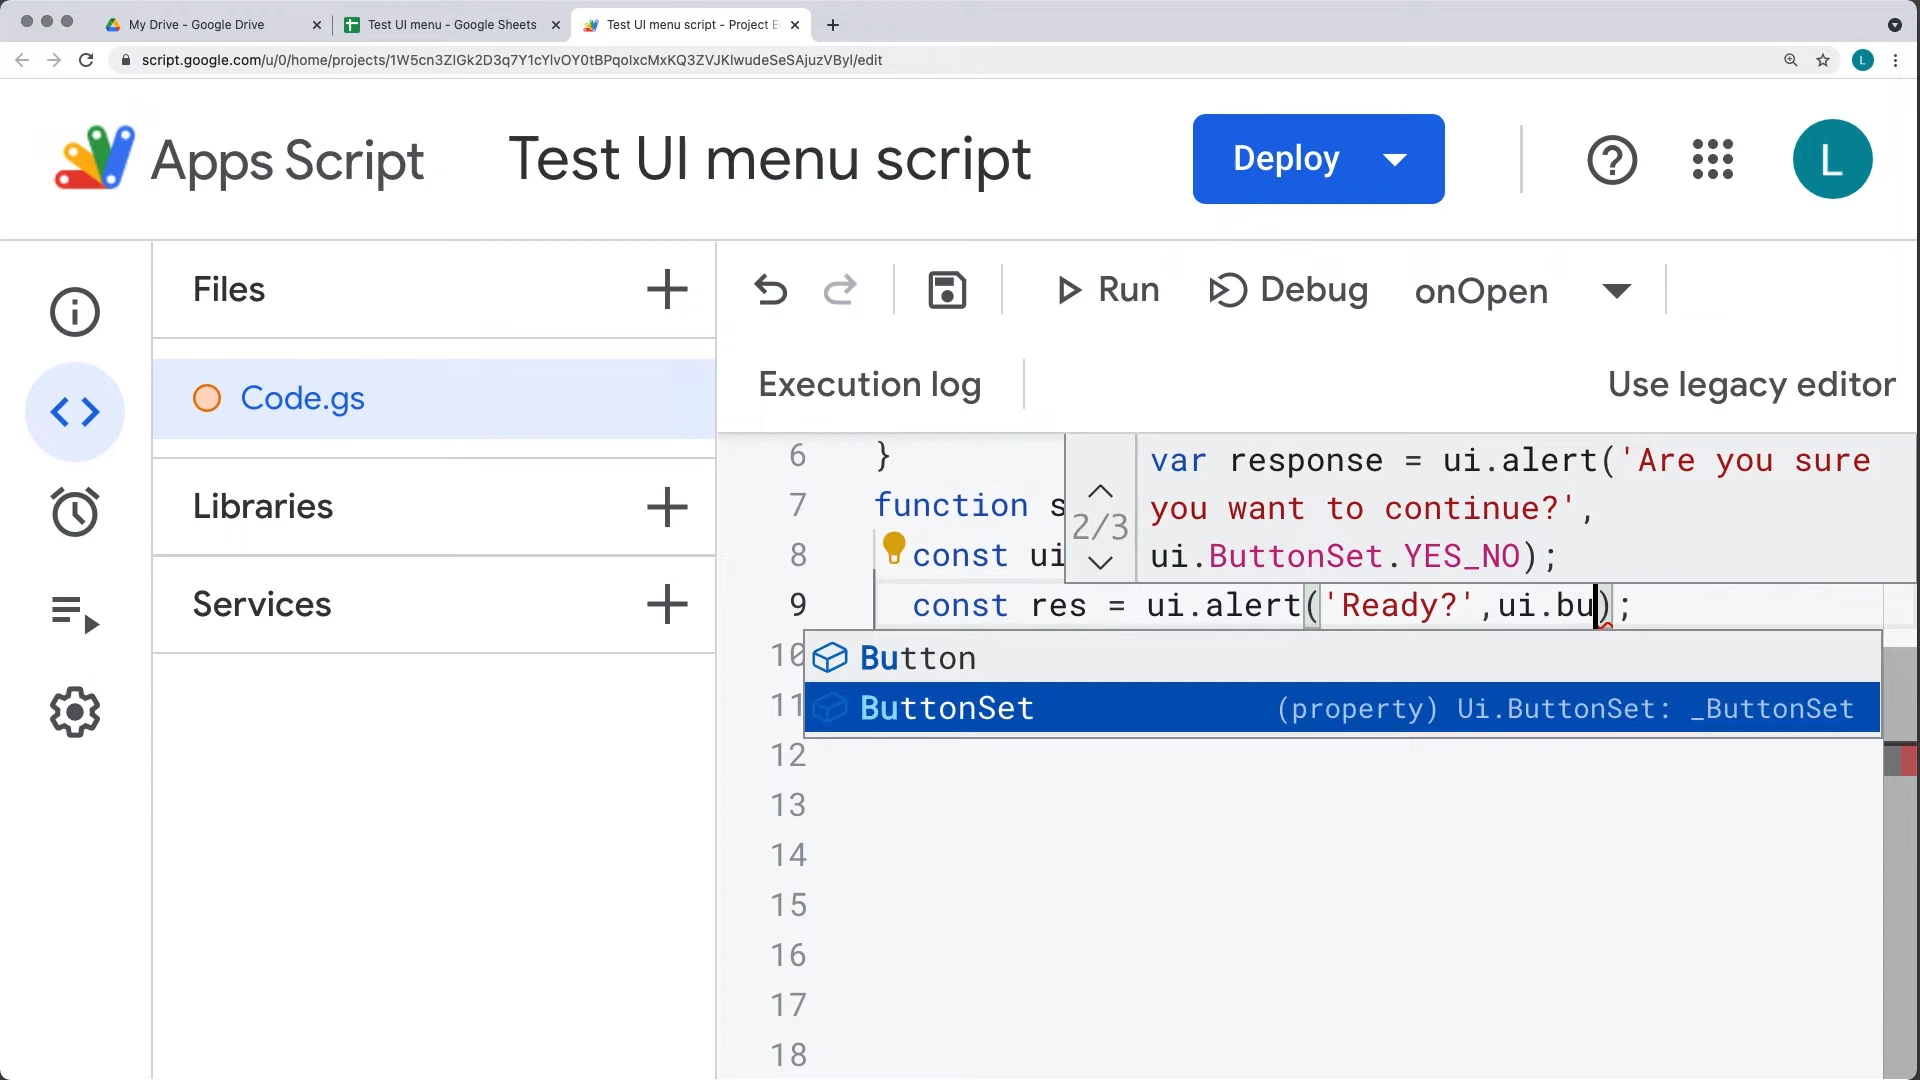 My Drive - Google Drive
Test UI menu - Google Sheets
Test UI menu script - Project E
script.google.com/u/0/home/projects/1W5cn3ZlGk2D3q7Y1cYlvOY0tBPqolxcMxKQ3ZVJKlwudeSeSAjuzVByl/edit
L
Apps Script
Test UI menu script
Deploy
L
Files
Run
Debug
onOpen
Code.gs
Execution log
Use legacy editor
Libraries
Services
6 }
7 function s
8 const ui
2/3
var response = ui.alert('Are you sure
you want to continue?',
ui.ButtonSet.YES_NO);
9 const res = ui.alert('Ready?',ui.bu);
10
Button
11
ButtonSet (property) Ui.ButtonSet: _ButtonSet
12
13
14
15
16
17
18